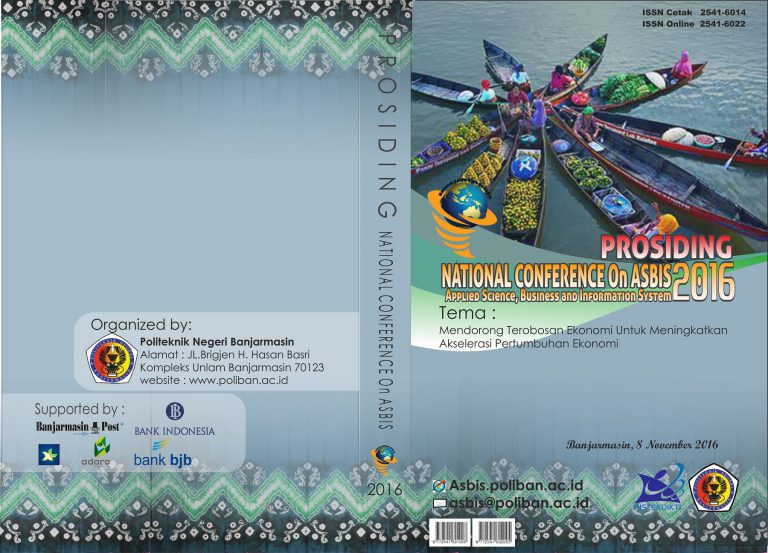 Organized by:
Politeknik Negeri Banjarmasin
Alamat : JL.Brigjen H. Hasan Basri
Kompleks Unlam Banjarmasin 70123
website : www.poliban.ac.id
Supported by :
Banjarmasin Post
BANK INDONESIA
adaro
bank bjb
PROSIDING NATIONAL CONFERENCE On ASBIS
2016
ISSN Cetak 2541-6014
ISSN Online 2541-6022
PROSIDING
NATIONAL CONFERENCE On ASBIS 2016
Applied Science, Business and Information System
Tema :
Mendorong Terobosan Ekonomi Untuk Meningkatkan
Akselerasi Pertumbuhan Ekonomi
Banjarmasin, 8 November 2016
Asbis.poliban.ac.id
asbis@poliban.ac.id
RISTEKDIKTI